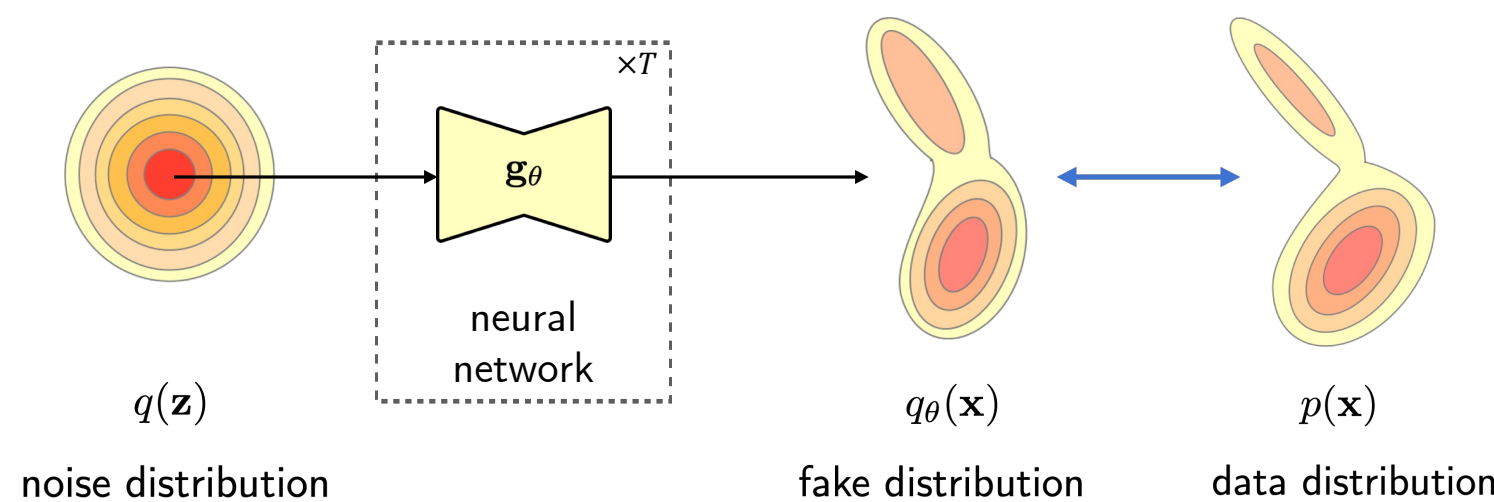 ×T
g_θ
neural
network
q(z)
q_θ(x)
p(x)
noise distribution
fake distribution
data distribution